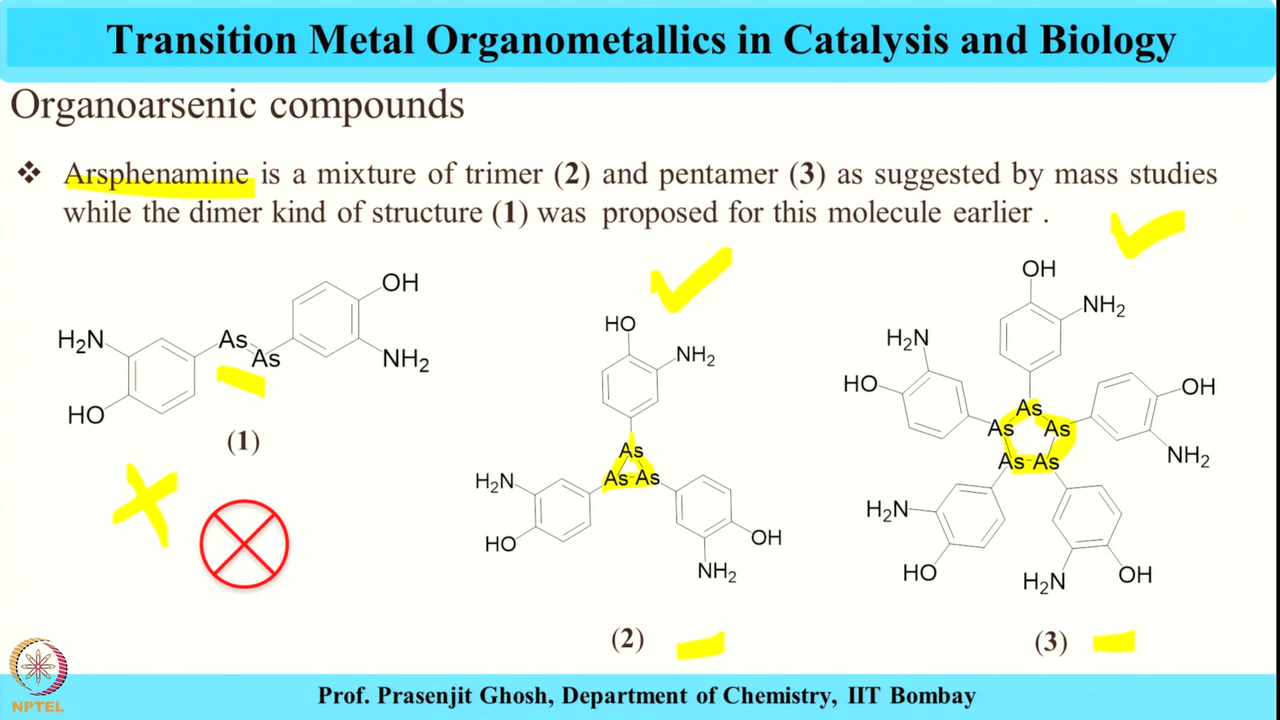 Transition Metal Organometallics in Catalysis and Biology
Organoarsenic compounds
❖ Arsphenamine is a mixture of trimer (2) and pentamer (3) as suggested by mass studies
while the dimer kind of structure (1) was proposed for this molecule earlier .
H₂N
HO
As
As
OH
NH₂
(1)
HO
NH₂
As
As As
H₂N
HO
OH
NH₂
(2)
OH
NH₂
H₂N
HO
As
As
As
As As
OH
NH₂
H₂N
HO
H₂N
OH
(3)
NPTEL
Prof. Prasenjit Ghosh, Department of Chemistry, IIT Bombay